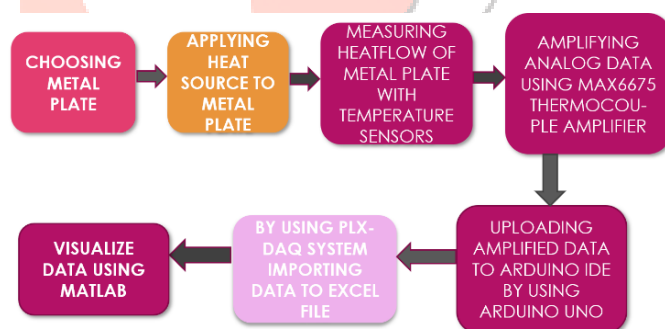 CHOOSING
METAL
PLATE
APPLYING
HEAT
SOURCE TO
METAL
PLATE
MEASURING
HEATFLOW OF
METAL PLATE
WITH
TEMPERATURE
SENSORS
AMPLIFYING
ANALOG DATA
USING MAX6675
THERMOCOU-
PLE AMPLIFIER
UPLOADING
AMPLIFIED DATA
TO ARDUINO IDE
BY USING
ARDUINO UNO
BY USING PLX-
DAQ SYSTEM
IMPORTING
DATA TO EXCEL
FILE
VISUALIZE
DATA USING
MATLAB